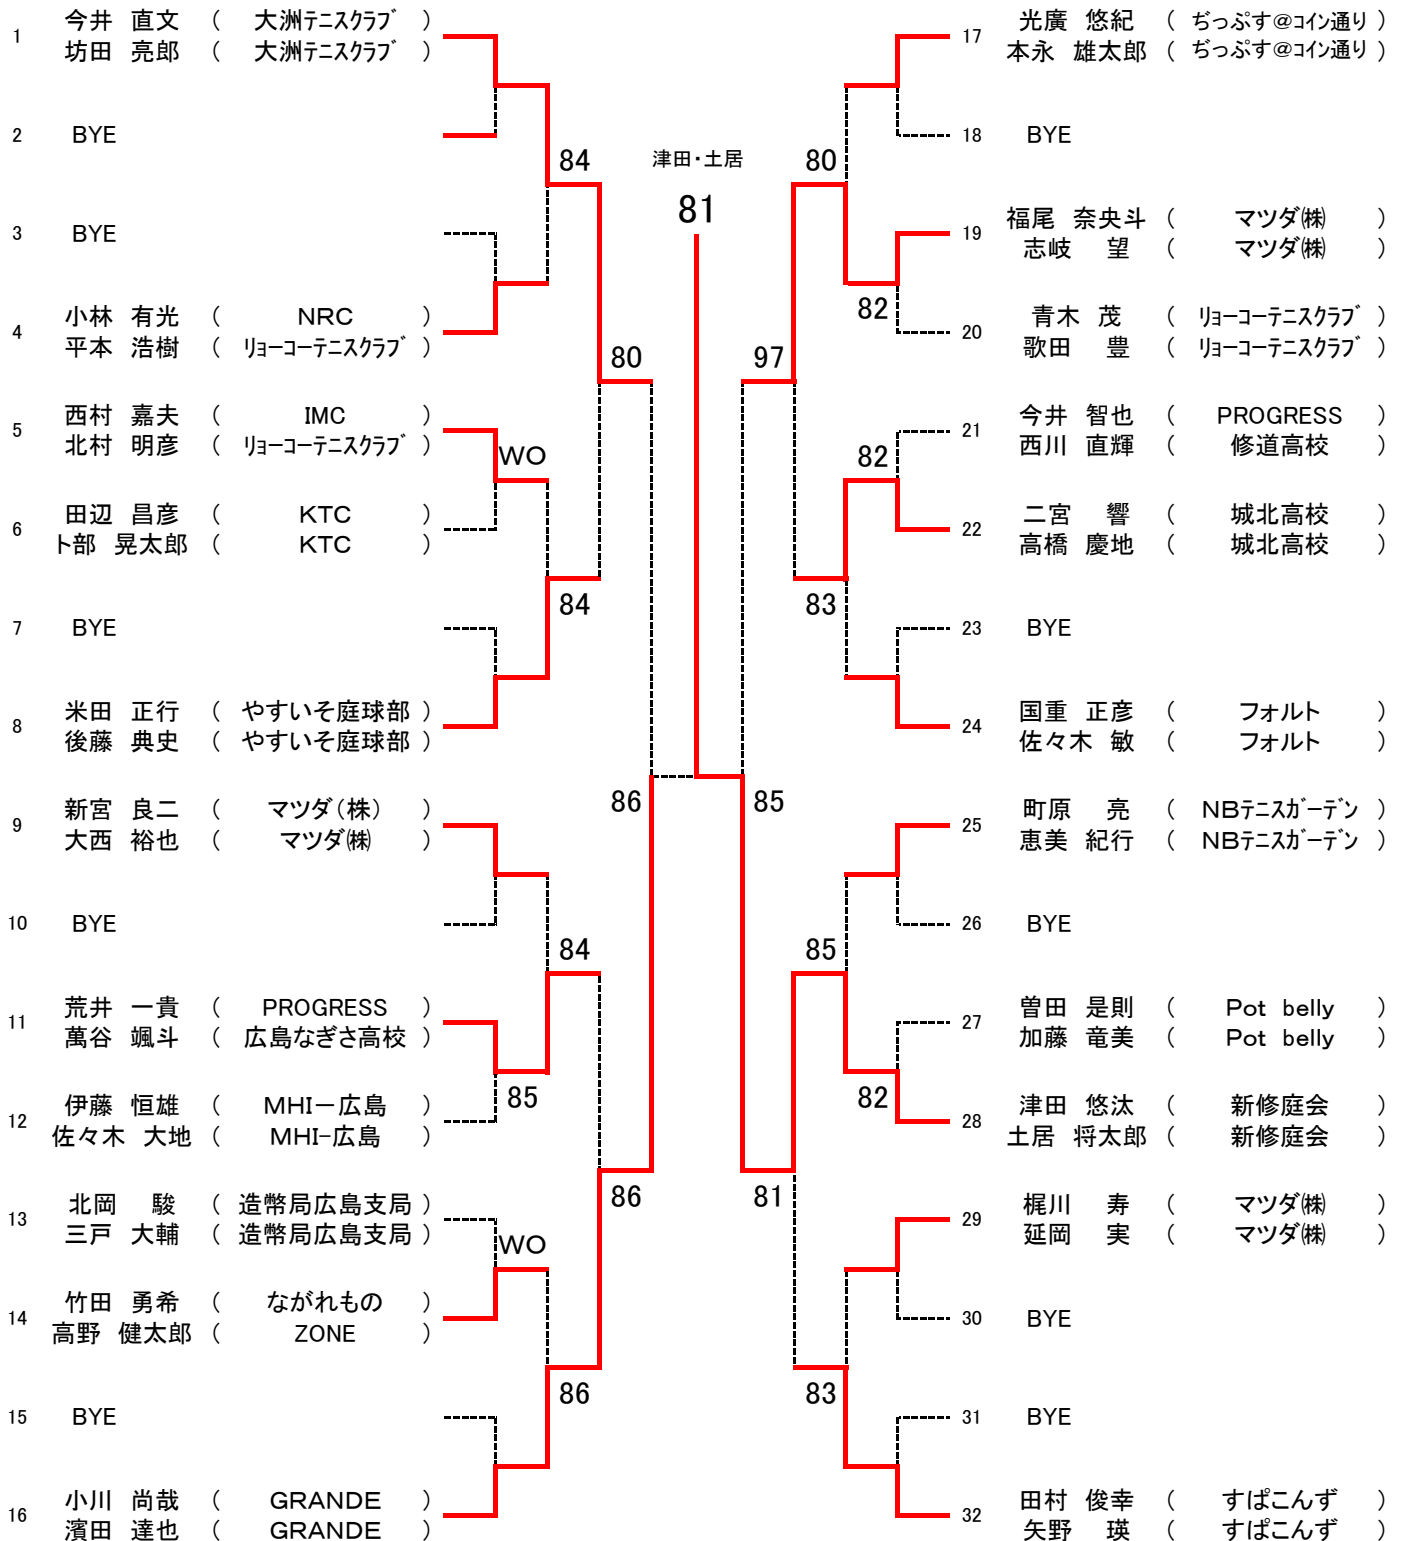 1 今井 直文 ( 大洲テニスクラブ )
坊田 亮郎 ( 大洲テニスクラブ )
2 BYE
84
3 BYE
4 小林 有光 ( NRC )
平本 浩樹 ( リョーコーテニスクラブ )
80
5 西村 嘉夫 ( IMC )
北村 明彦 ( リョーコーテニスクラブ )
WO
6 田辺 昌彦 ( KTC )
ト部 晃太郎 ( KTC )
84
7 BYE
8 米田 正行 ( やすいそ庭球部 )
後藤 典史 ( やすいそ庭球部 )
86
9 新宮 良二 ( マツダ(株) )
大西 裕也 ( マツダ㈱ )
10 BYE
84
11 荒井 一貴 ( PROGRESS )
萬谷 颯斗 ( 広島なぎさ高校 )
85
12 伊藤 恒雄 ( MHIー広島 )
佐々木 大地 ( MHI-広島 )
86
13 北岡 駿 ( 造幣局広島支局 )
三戸 大輔 ( 造幣局広島支局 )
WO
14 竹田 勇希 ( ながれもの )
高野 健太郎 ( ZONE )
86
15 BYE
16 小川 尚哉 ( GRANDE )
濱田 達也 ( GRANDE )
津田・土居
81
17 光廣 悠紀 ( ぢっぷす@コイン通り )
本永 雄太郎 ( ぢっぷす@コイン通り )
18 BYE
80
19 福尾 奈央斗 ( マツダ㈱ )
志岐 望 ( マツダ㈱ )
82
20 青木 茂 ( リョーコーテニスクラブ )
歌田 豊 ( リョーコーテニスクラブ )
97
21 今井 智也 ( PROGRESS )
西川 直輝 ( 修道高校 )
82
22 二宮 響 ( 城北高校 )
高橋 慶地 ( 城北高校 )
83
23 BYE
24 国重 正彦 ( フォルト )
佐々木 敏 ( フォルト )
85
25 町原 亮 ( NBテニスガーデン )
恵美 紀行 ( NBテニスガーデン )
26 BYE
85
27 曽田 是則 ( Pot belly )
加藤 竜美 ( Pot belly )
82
28 津田 悠汰 ( 新修庭会 )
土居 将太郎 ( 新修庭会 )
81
29 梶川 寿 ( マツダ㈱ )
延岡 実 ( マツダ㈱ )
30 BYE
83
31 BYE
32 田村 俊幸 ( すぱこんず )
矢野 瑛 ( すぱこんず )